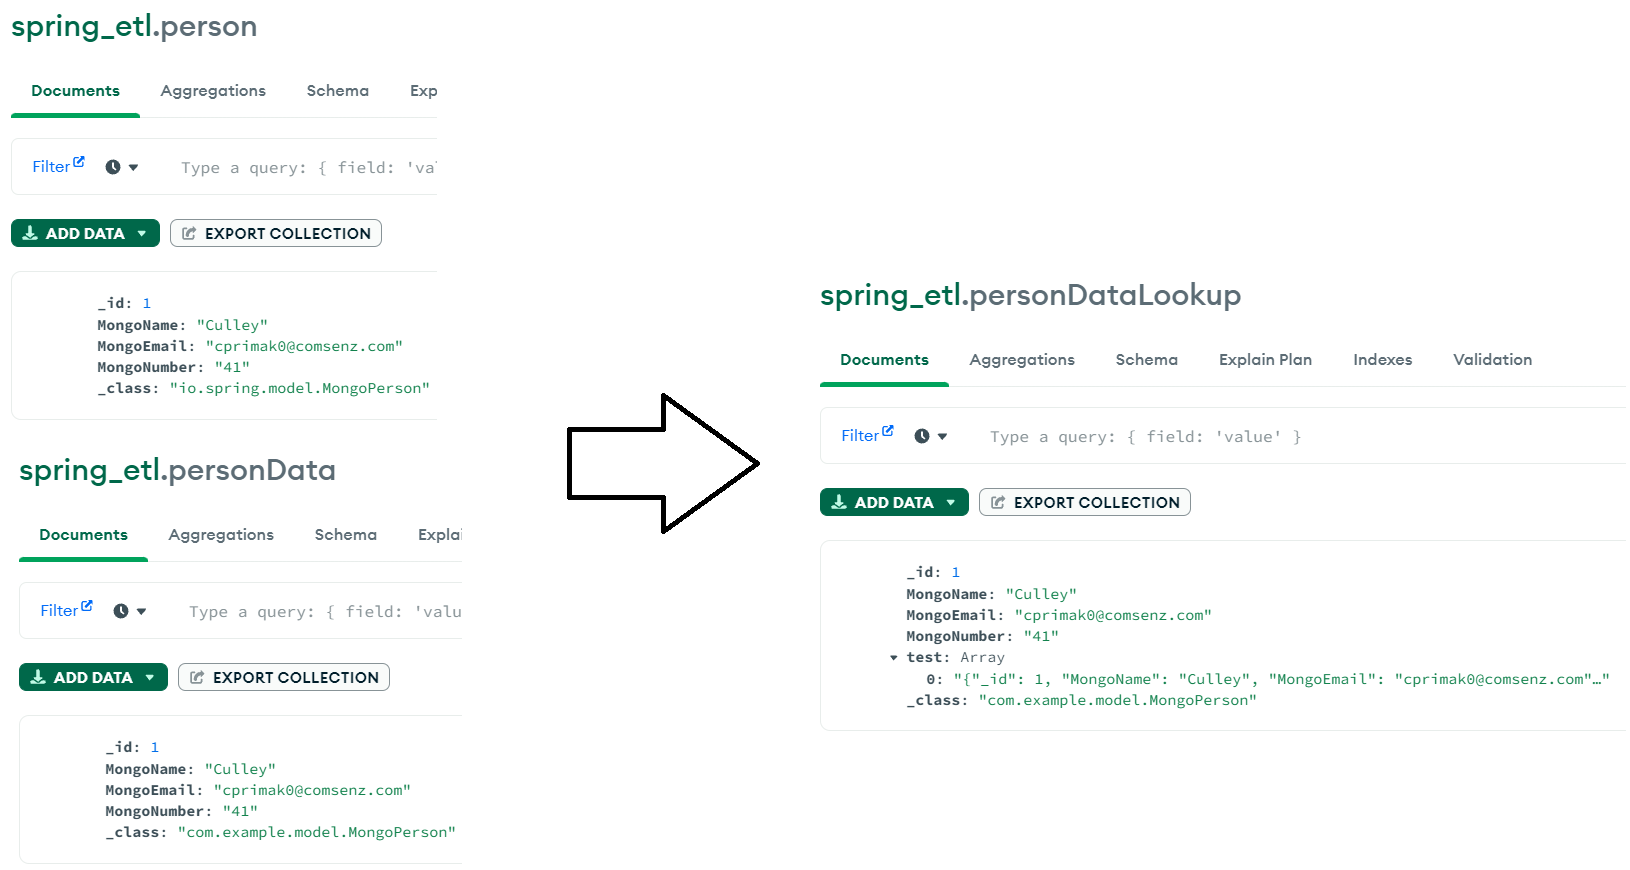 spring_etl.person
Documents Aggregations Schema Exp
Filter Type a query: { field: 'val
ADD DATA EXPORT COLLECTION
_id: 1
MongoName: "Culley"
MongoEmail: "cprimak0@comsenz.com"
MongoNumber: "41"
_class: "io.spring.model.MongoPerson"
spring_etl.personData
Documents Aggregations Schema Explai
Filter Type a query: { field: 'valu
ADD DATA EXPORT COLLECTION
_id: 1
MongoName: "Culley"
MongoEmail: "cprimak0@comsenz.com"
MongoNumber: "41"
_class: "com.example.model.MongoPerson"
spring_etl.personDataLookup
Documents Aggregations Schema Explain Plan Indexes Validation
Filter Type a query: { field: 'value' }
ADD DATA EXPORT COLLECTION
_id: 1
MongoName: "Culley"
MongoEmail: "cprimak0@comsenz.com"
MongoNumber: "41"
test: Array
0: "{"_id": 1, "MongoName": "Culley", "MongoEmail": "cprimak0@comsenz.com"…"
_class: "com.example.model.MongoPerson"